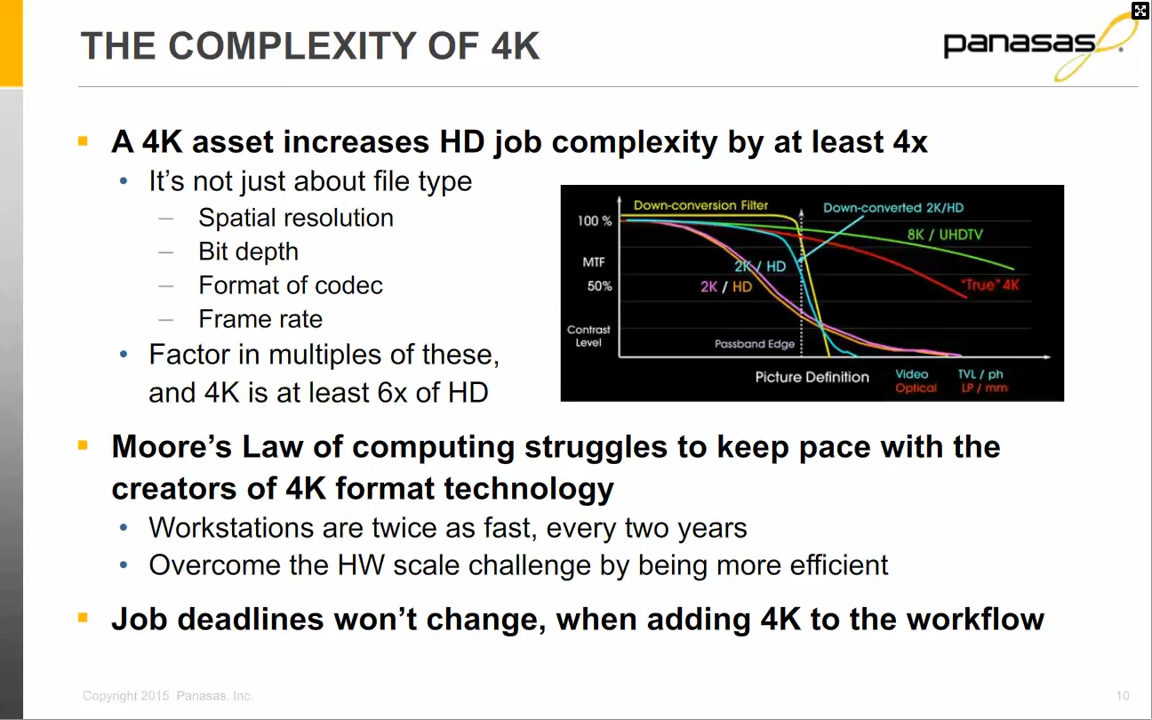 THE COMPLEXITY OF 4K
panasas
A 4K asset increases HD job complexity by at least 4x
It's not just about file type
Spatial resolution
Bit depth
Format of codec
Frame rate
Factor in multiples of these,
and 4K is at least 6x of HD
Down-conversion Filter
Down-converted 2K/HD
100 %
8K / UHDTV
MTF
2K / HD
50%
2K / HD
"True" 4K
Contrast
Level
Passband Edge
Picture Definition
Video TVL / ph
Optical LP / mm
Moore's Law of computing struggles to keep pace with the
creators of 4K format technology
Workstations are twice as fast, every two years
Overcome the HW scale challenge by being more efficient
Job deadlines won't change, when adding 4K to the workflow
Copyright 2015 Panasas, Inc.
10